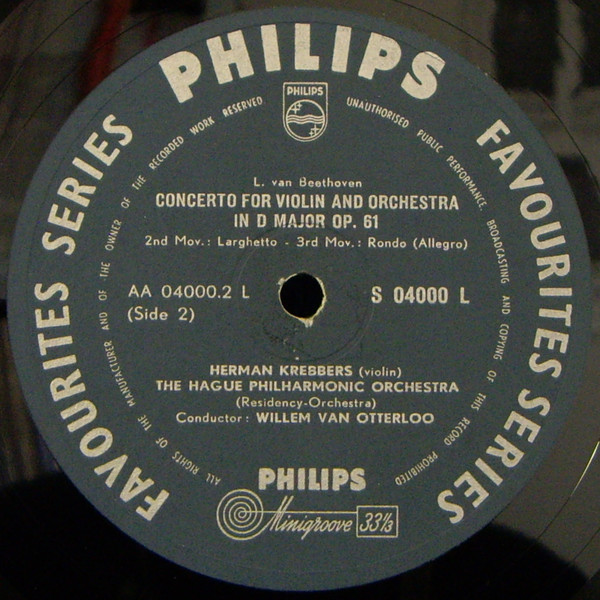 PHILIPS
FAVOURITES SERIES
FAVOURITES SERIES
ALL RIGHTS OF THE MANUFACTURER AND OF THE OWNER OF THE RECORDED WORK RESERVED
UNAUTHORISED PUBLIC PERFORMANCE, BROADCASTING AND COPYING OF THIS RECORD PROHIBITED
PHILIPS
L. van Beethoven
CONCERTO FOR VIOLIN AND ORCHESTRA
IN D MAJOR OP. 61
2nd Mov.: Larghetto - 3rd Mov.: Rondo (Allegro)
AA 04000.2 L
(Side 2)
S 04000 L
HERMAN KREBBERS (violin)
THE HAGUE PHILHARMONIC ORCHESTRA
(Residency-Orchestra)
Conductor: WILLEM VAN OTTERLOO
PHILIPS
Minigroove 33⅓